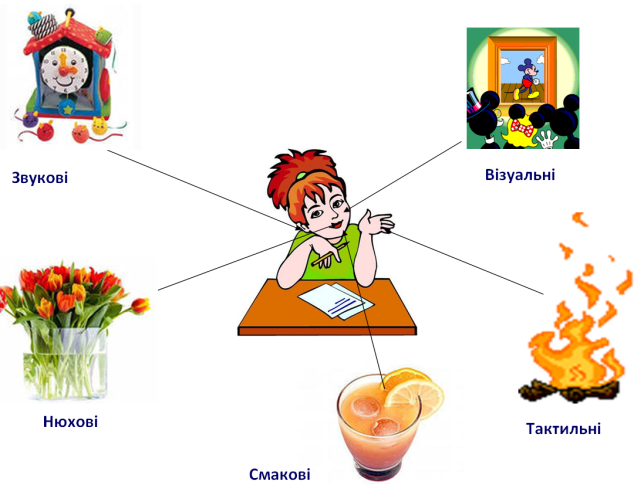 Звукові
Візуальні
Нюхові
Тактильні
Смакові